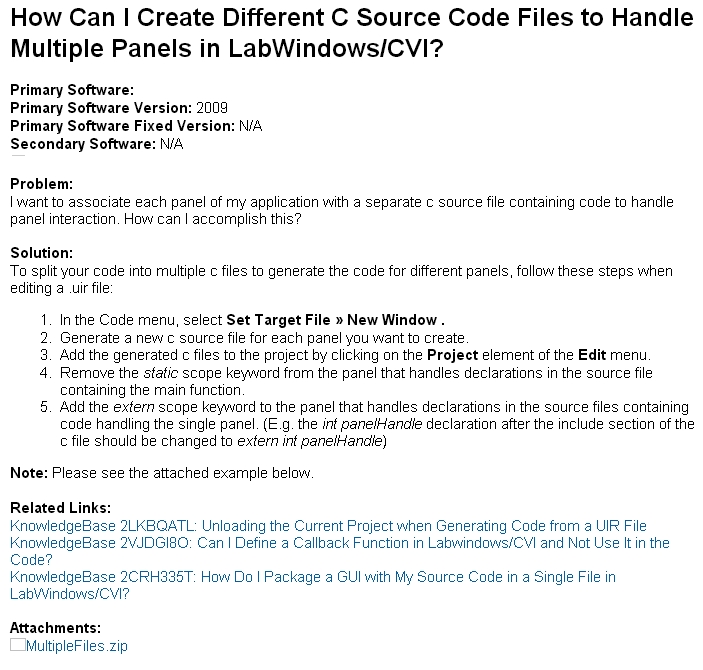 How Can I Create Different C Source Code Files to Handle
Multiple Panels in LabWindows/CVI?
Primary Software:
Primary Software Version: 2009
Primary Software Fixed Version: N/A
Secondary Software: N/A
Problem:
I want to associate each panel of my application with a separate c source file containing code to handle
panel interaction. How can I accomplish this?
Solution:
To split your code into multiple c files to generate the code for different panels, follow these steps when
editing a .uir file:
1. In the Code menu, select Set Target File » New Window .
2. Generate a new c source file for each panel you want to create.
3. Add the generated c files to the project by clicking on the Project element of the Edit menu.
4. Remove the static scope keyword from the panel that handles declarations in the source file
containing the main function.
5. Add the extern scope keyword to the panel that handles declarations in the source files containing
code handling the single panel. (E.g. the int panelHandle declaration after the include section of the
c file should be changed to extern int panelHandle)
Note: Please see the attached example below.
Related Links:
KnowledgeBase 2LKBQATL: Unloading the Current Project when Generating Code from a UIR File
KnowledgeBase 2VJDGI8O: Can I Define a Callback Function in Labwindows/CVI and Not Use It in the
Code?
KnowledgeBase 2CRH335T: How Do I Package a GUI with My Source Code in a Single File in
LabWindows/CVI?
Attachments:
MultipleFiles.zip